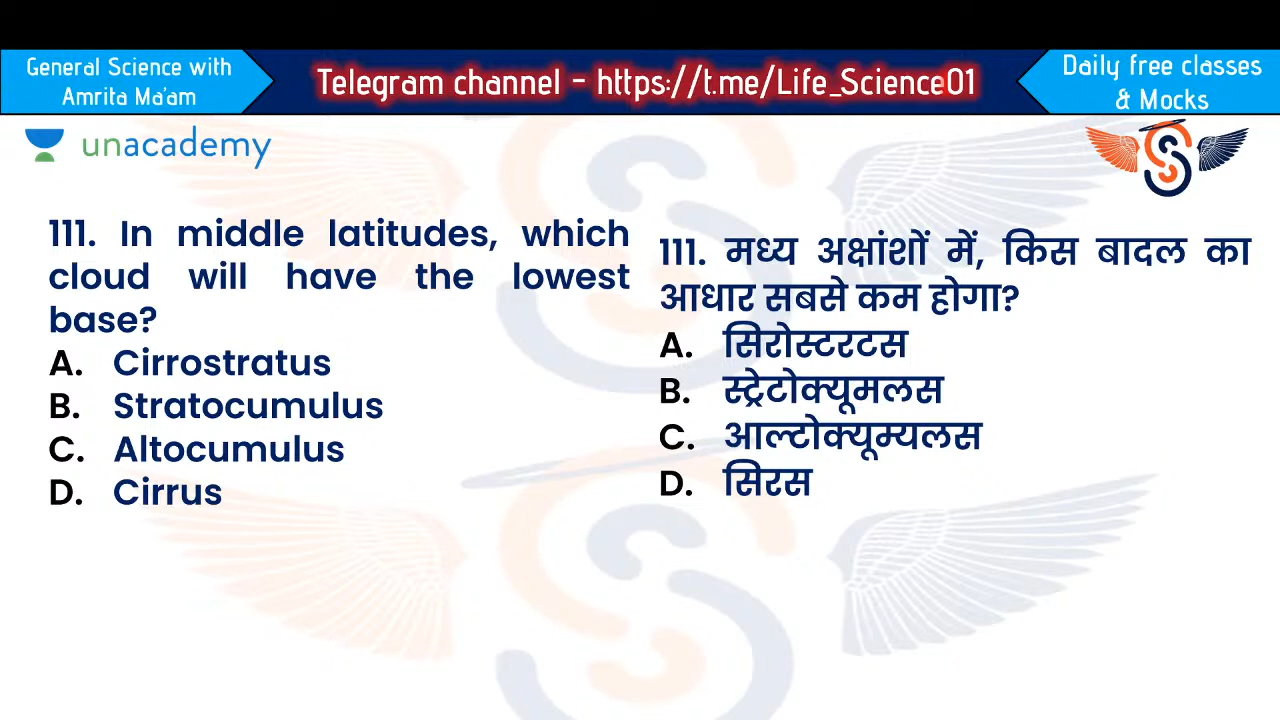 General Science with
Amrita Ma'am
Telegram channel - https://t.me/Life_Science01
Daily free classes
& Mocks
unacademy
111. In middle latitudes, which
cloud will have the lowest
base?
A. Cirrostratus
B. Stratocumulus
C. Altocumulus
D. Cirrus
111. मध्य अक्षांशों में, किस बादल का
आधार सबसे कम होगा?
A. सिरोस्टरटस
B. स्ट्रेटोक्यूमलस
C. आल्टोक्यूम्यलस
D. सिरस